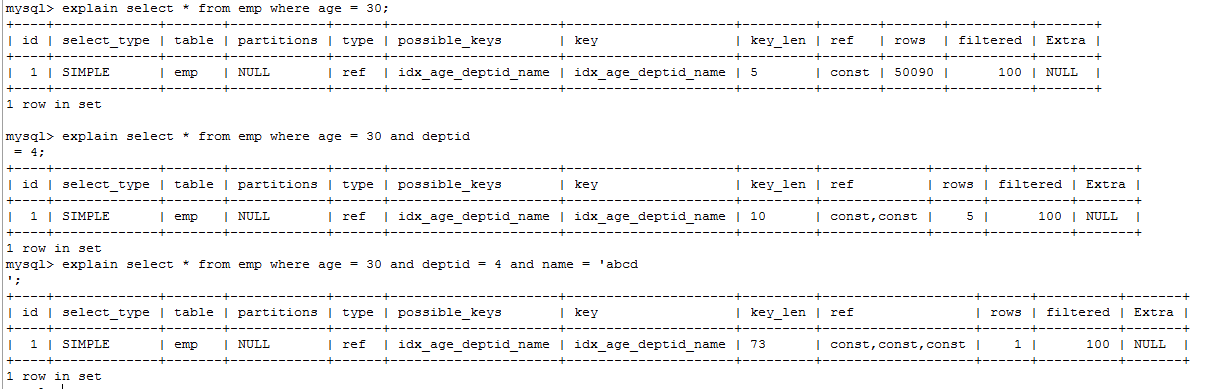 mysql> explain select * from emp where age = 30;
+----+-------------+-------+------------+------+----------------------+----------------------+---------+-------+-------+----------+-------+
| id | select_type | table | partitions | type | possible_keys        | key                  | key_len | ref   | rows  | filtered | Extra |
+----+-------------+-------+------------+------+----------------------+----------------------+---------+-------+-------+----------+-------+
|  1 | SIMPLE      | emp   | NULL       | ref  | idx_age_deptid_name | idx_age_deptid_name | 5       | const | 50090 |      100 | NULL  |
+----+-------------+-------+------------+------+----------------------+----------------------+---------+-------+-------+----------+-------+
1 row in set
mysql> explain select * from emp where age = 30 and deptid
 = 4;
+----+-------------+-------+------------+------+---------------------+---------------------+---------+-------------+------+----------+-------+
| id | select_type | table | partitions | type | possible_keys       | key                 | key_len | ref         | rows | filtered | Extra |
+----+-------------+-------+------------+------+---------------------+---------------------+---------+-------------+------+----------+-------+
|  1 | SIMPLE      | emp   | NULL       | ref  | idx_age_deptid_name | idx_age_deptid_name | 10      | const,const |    5 |      100 | NULL  |
+----+-------------+-------+------------+------+---------------------+---------------------+---------+-------------+------+----------+-------+
1 row in set
mysql> explain select * from emp where age = 30 and deptid = 4 and name = 'abcd
';
+----+-------------+-------+------------+------+---------------------+---------------------+---------+-------------------+------+----------+-------+
| id | select_type | table | partitions | type | possible_keys       | key                 | key_len | ref               | rows | filtered | Extra |
+----+-------------+-------+------------+------+---------------------+---------------------+---------+-------------------+------+----------+-------+
|  1 | SIMPLE      | emp   | NULL       | ref  | idx_age_deptid_name | idx_age_deptid_name | 73      | const,const,const |    1 |      100 | NULL  |
+----+-------------+-------+------------+------+---------------------+---------------------+---------+-------------------+------+----------+-------+
1 row in set